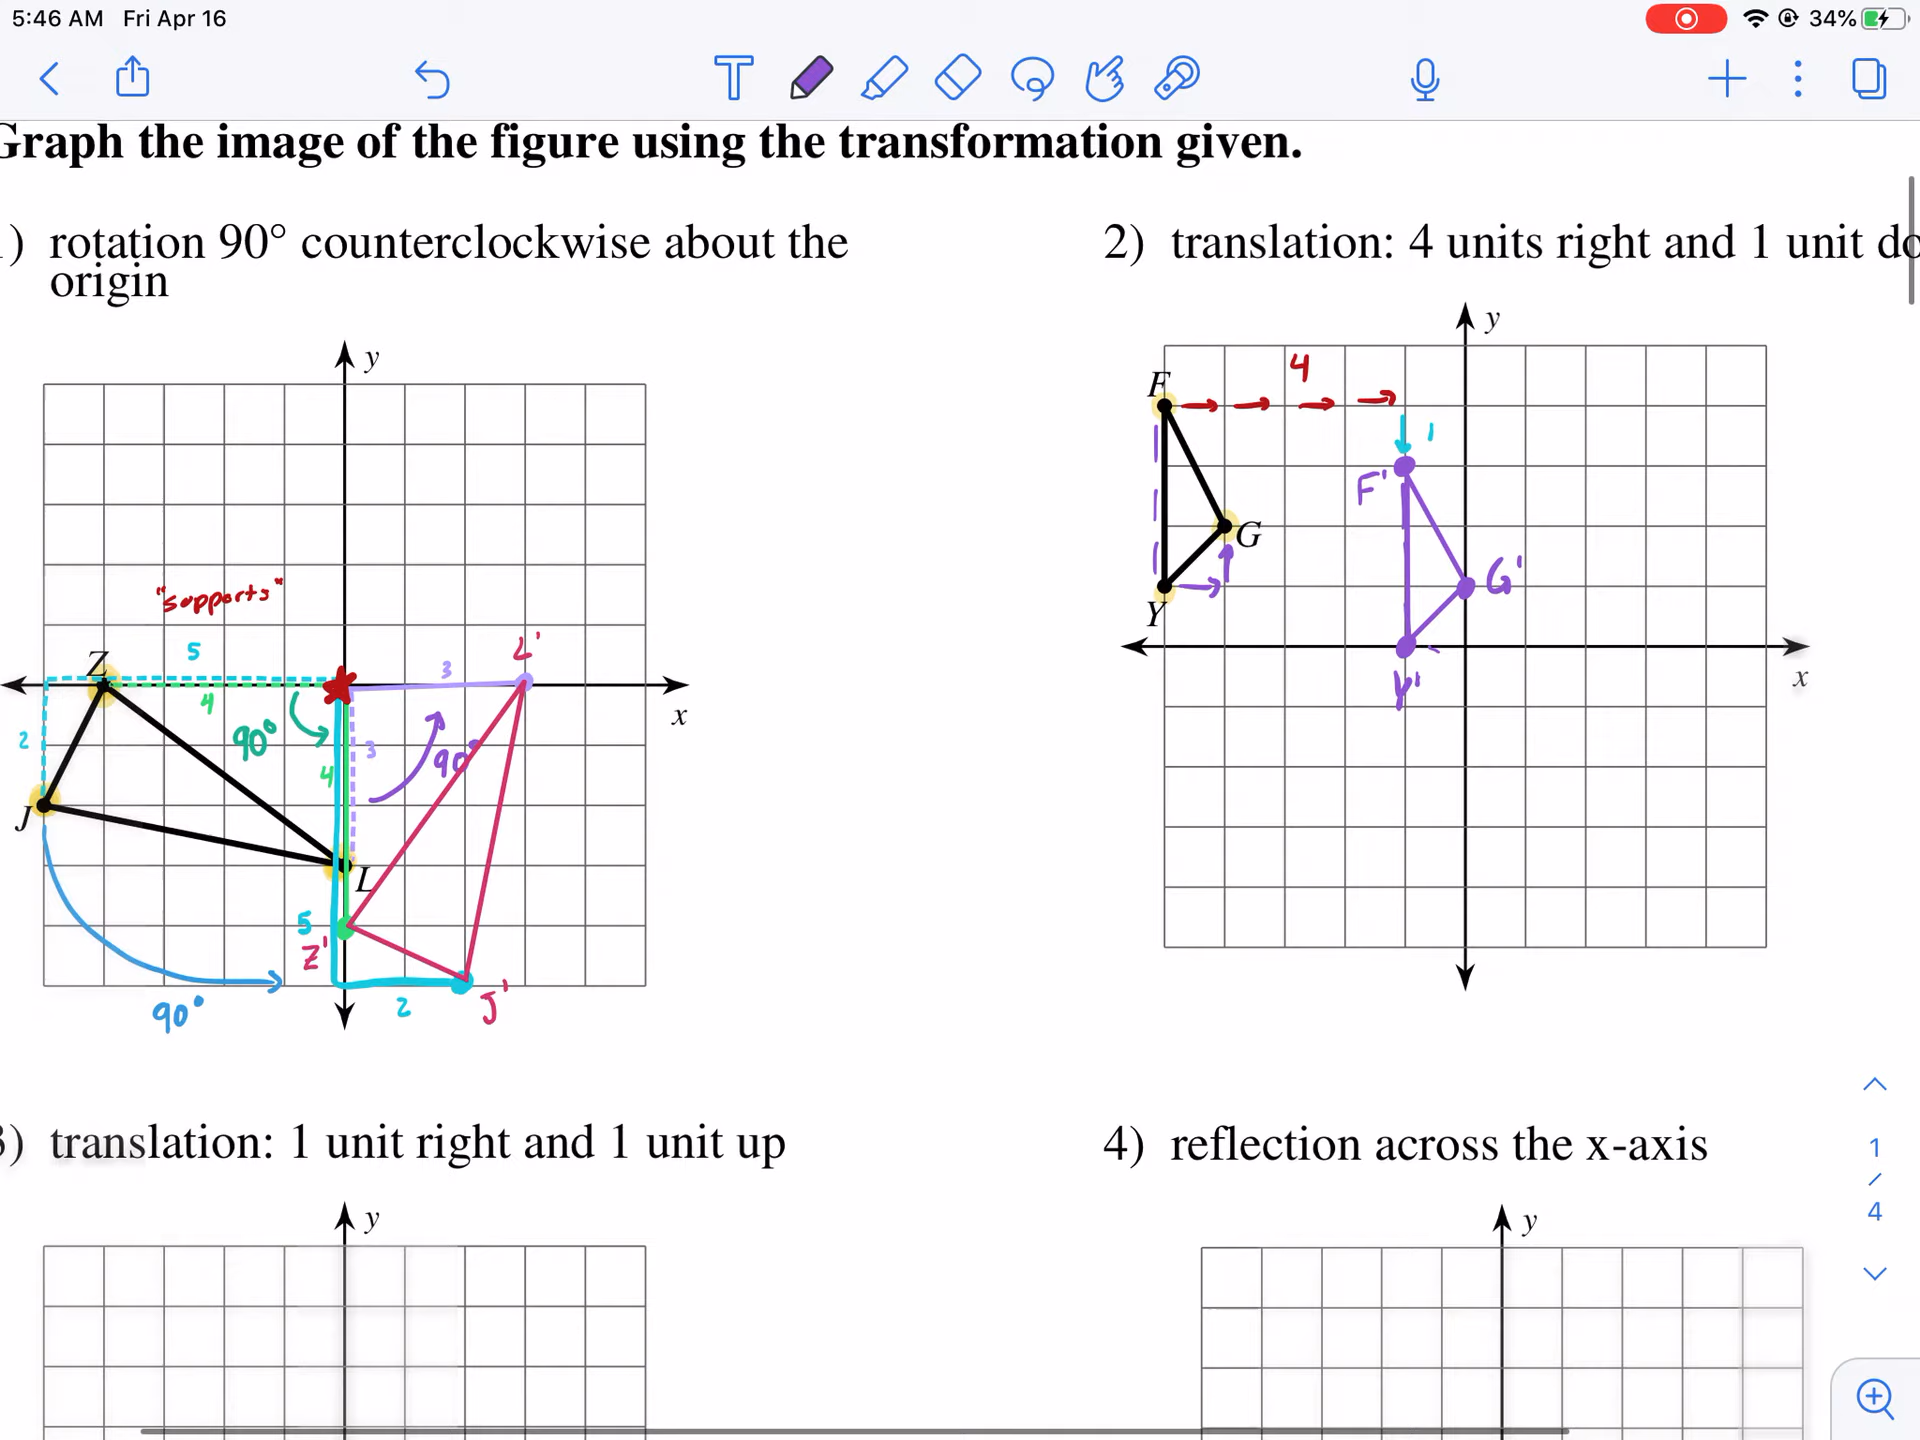 5:46 AM Fri Apr 16
34%
Graph the image of the figure using the transformation given.
1) rotation 90° counterclockwise about the
origin
2) translation: 4 units right and 1 unit do
y
x
"supports"
5
4
2
Z
J
L
90°
4
3
3
90°
L'
5
Z'
2
J'
90°
y
x
F
4
1
F'
G
G'
Y
Y'
3) translation: 1 unit right and 1 unit up
4) reflection across the x-axis
y
y
1
/
4